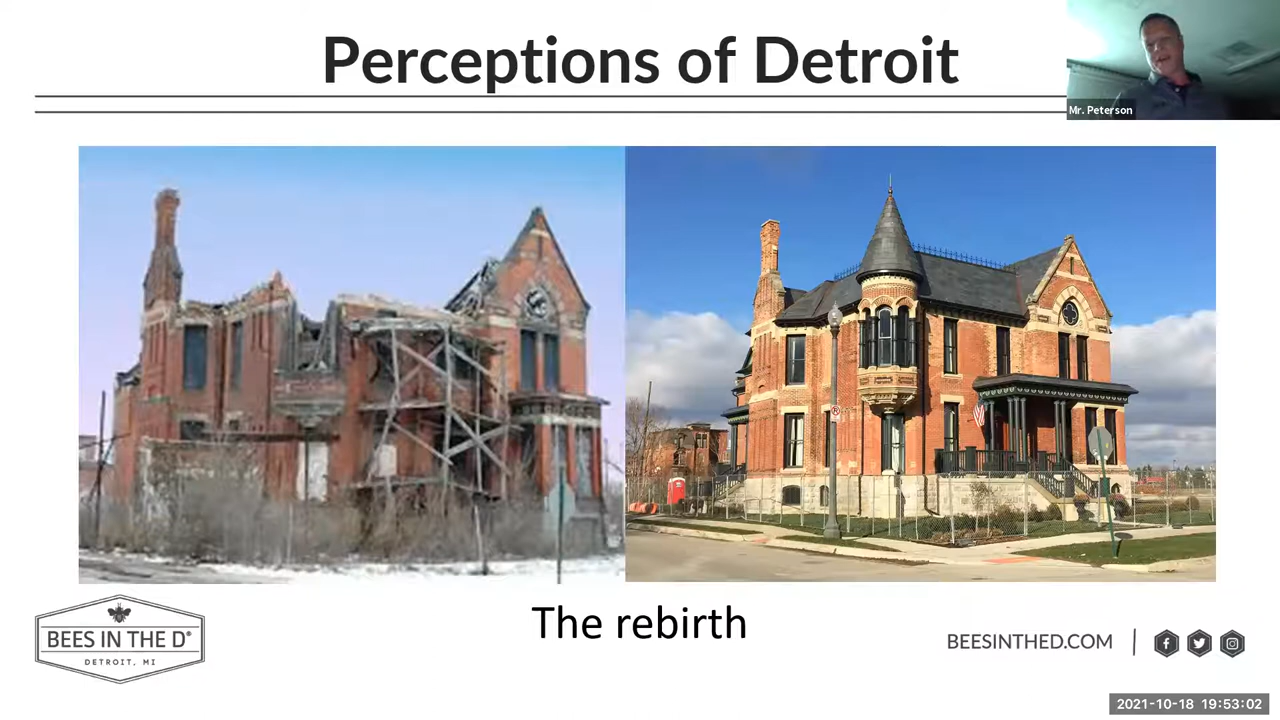 Perceptions of Detroit
Mr. Peterson
The rebirth
BEES IN THE D®
DETROIT, MI
BEESINTHED.COM
2021-10-18 19:53:02